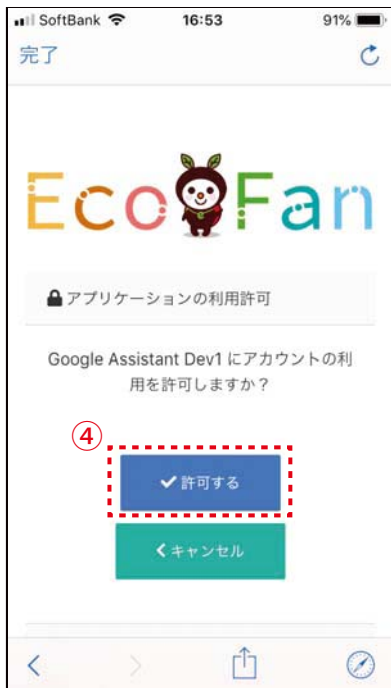 SoftBank 16:53 91%
完了
EcoFan
アプリケーションの利用許可
Google Assistant Dev1 にアカウントの利
用を許可しますか？
④
許可する
キャンセル